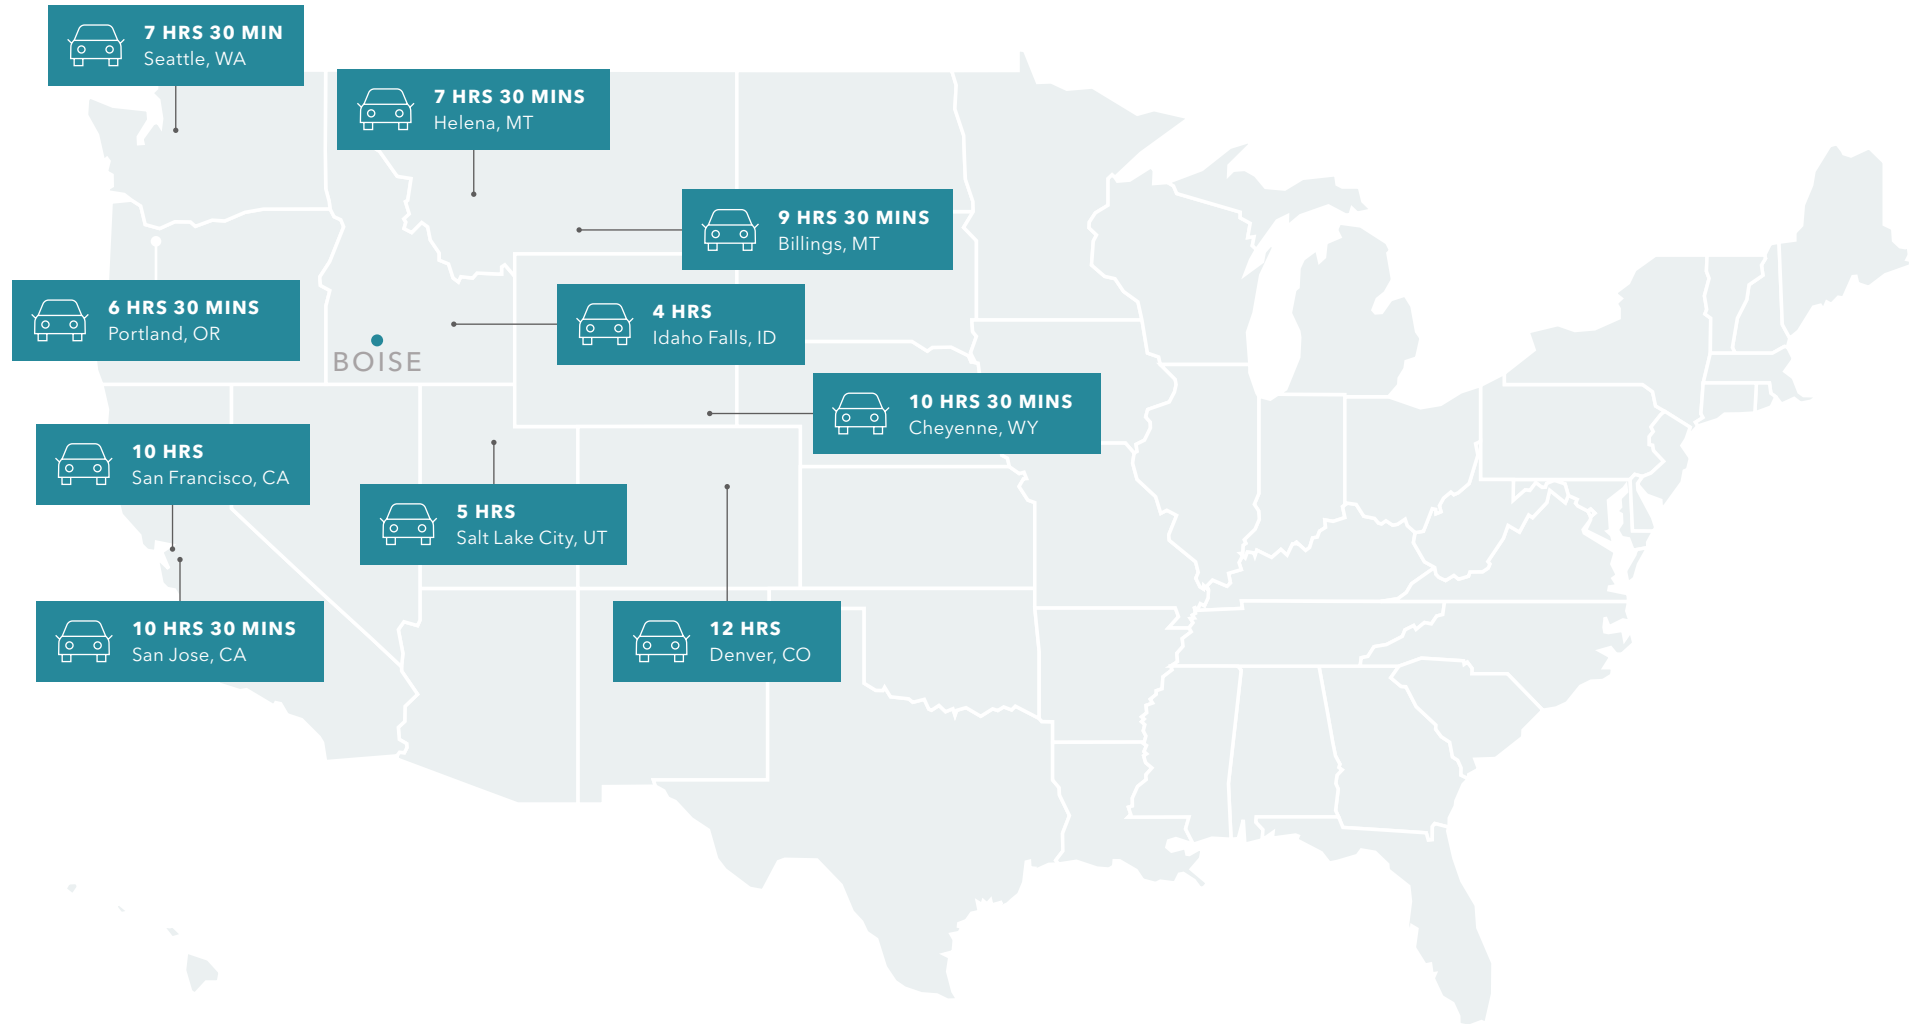 7 HRS 30 MIN
Seattle, WA
7 HRS 30 MINS
Helena, MT
9 HRS 30 MINS
Billings, MT
6 HRS 30 MINS
Portland, OR
4 HRS
Idaho Falls, ID
BOISE
10 HRS 30 MINS
Cheyenne, WY
10 HRS
San Francisco, CA
5 HRS
Salt Lake City, UT
10 HRS 30 MINS
San Jose, CA
12 HRS
Denver, CO